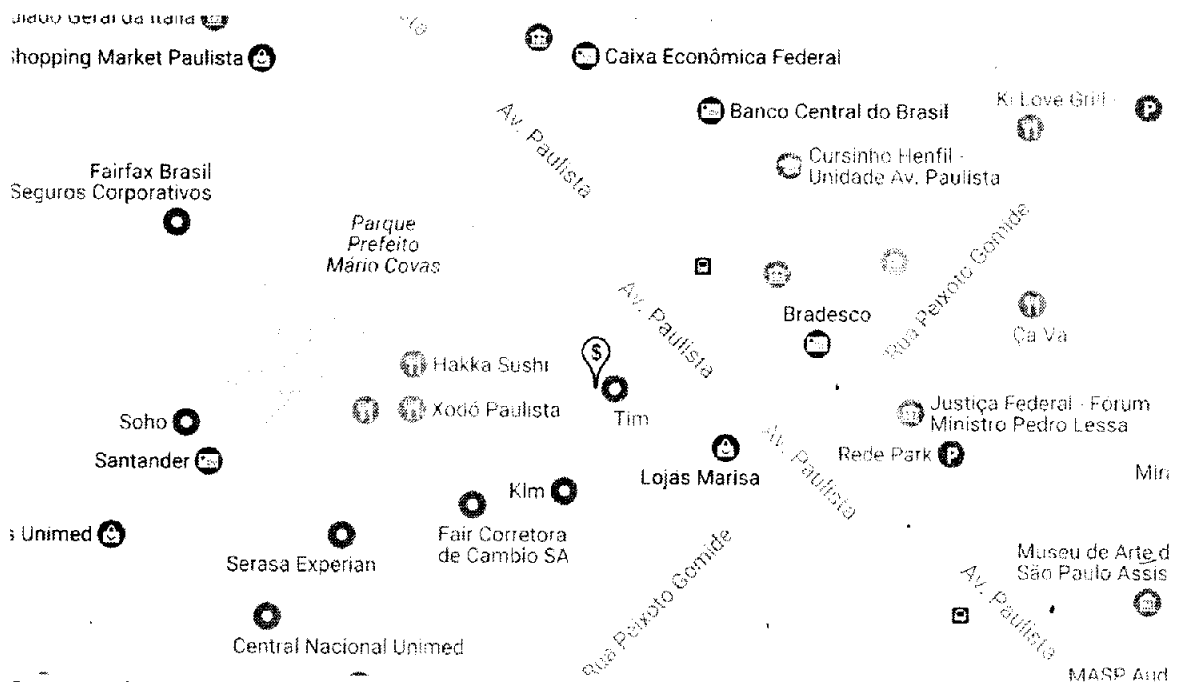 Geral da Itália
Shopping Market Paulista
Caixa Econômica Federal
Av. Paulista
Banco Central do Brasil
Ki Love Grill -
P
Cursinho Henfil -
Unidade Av. Paulista
Fairfax Brasil
Seguros Corporativos
Parque
Prefeito
Mário Covas
Rua Peixoto Gomide
Av. Paulista
Bradesco
Ça Va
$
Hakka Sushi
Xodó Paulista
Tim
Soho
Justiça Federal - Fórum
Ministro Pedro Lessa
Av. Paulista
Rede Park
P
Santander
Lojas Marisa
Klm
s Unimed
Fair Corretora
de Cambio SA
Serasa Experian
Rua Peixoto Gomide
Museu de Arte d
São Paulo Assis
Av. Paulista
Central Nacional Unimed
MASP Aud